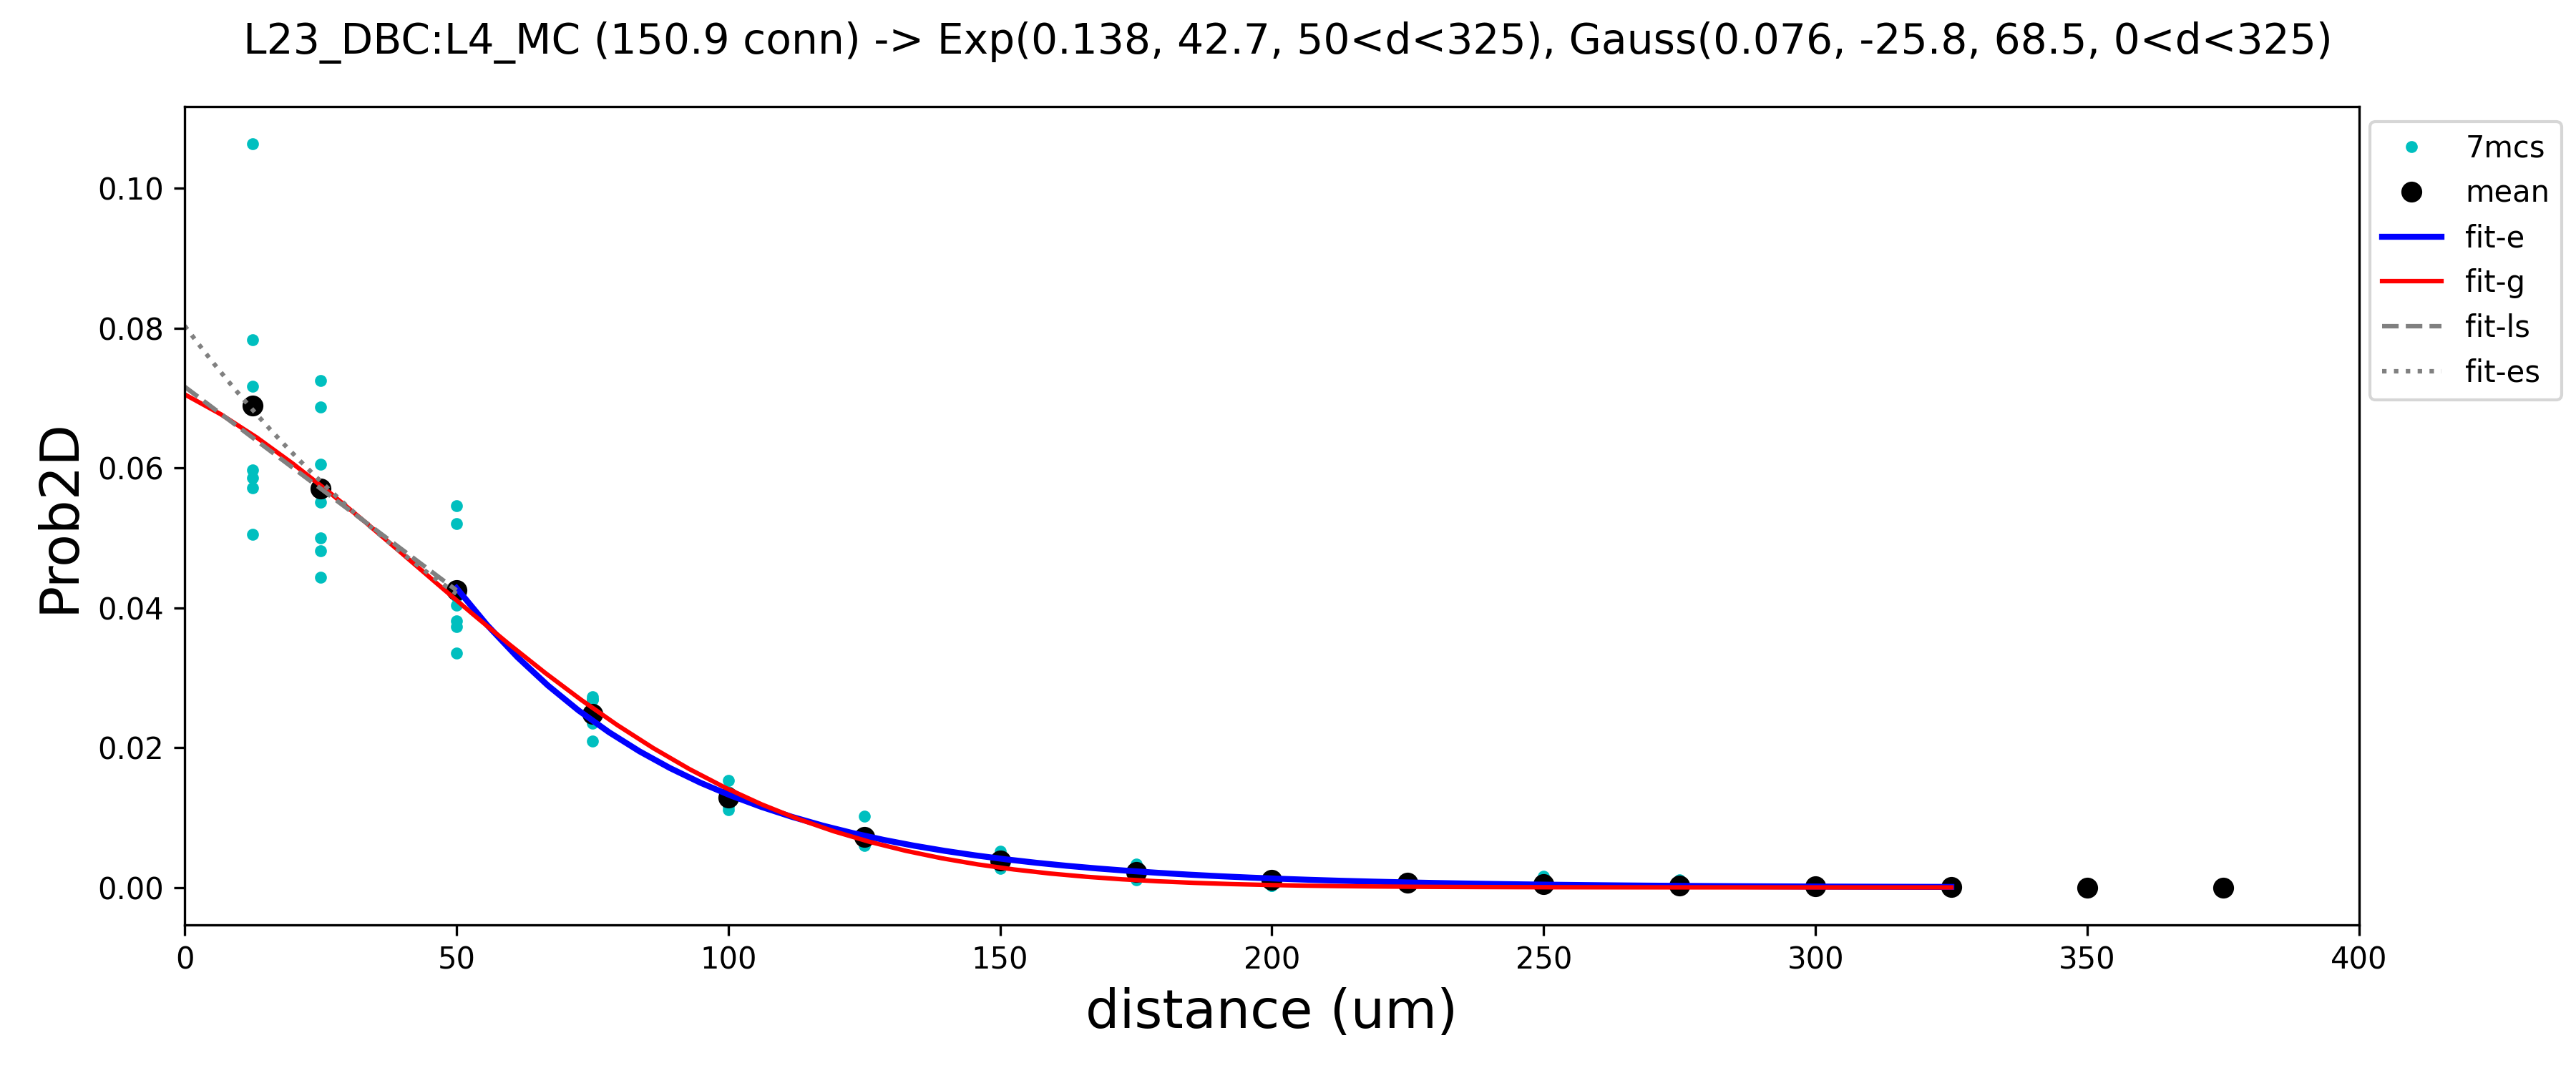 L23_DBC:L4_MC (150.9 conn) -> Exp(0.138, 42.7, 50<d<325), Gauss(0.076, -25.8, 68.5, 0<d<325)
0.10
0.08
0.06
0.04
0.02
0.00
Prob2D
0 50 100 150 200 250 300 350 400
distance (um)
7mcs
mean
fit-e
fit-g
fit-ls
fit-es